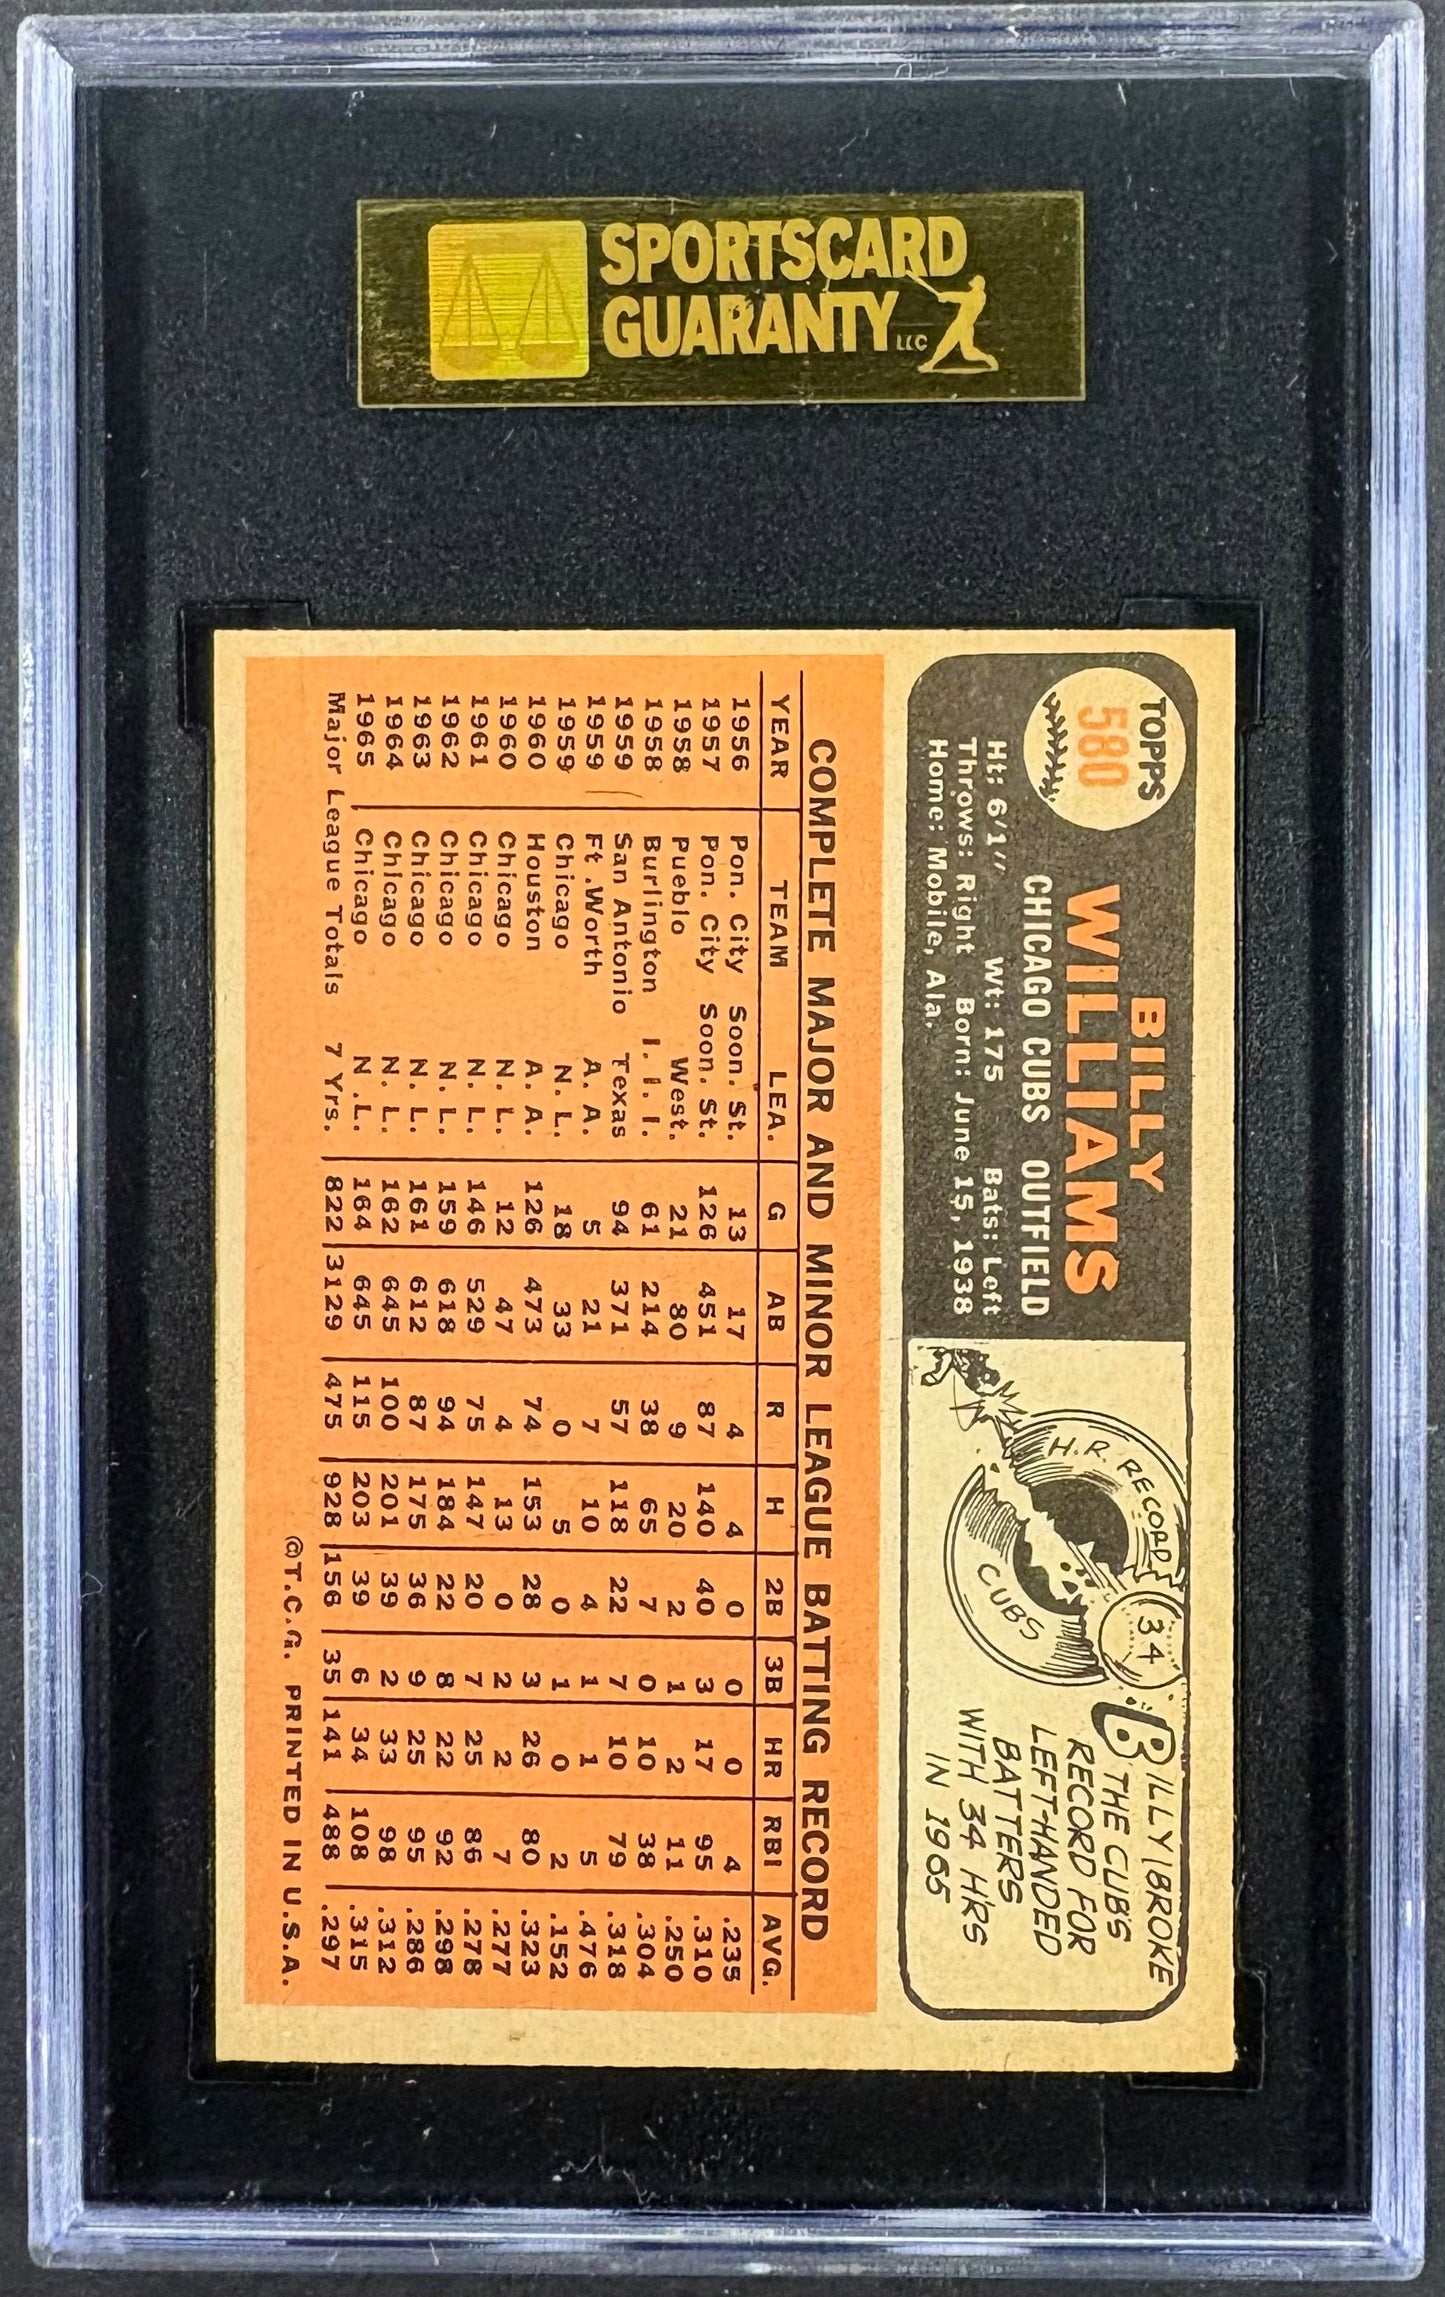 SPORTSCARD
GUARANTY LLC
TOPPS
580
BILLY
WILLIAMS
CHICAGO CUBS OUTFIELD
Ht: 6'1" Wt: 175 Bats: Left
Throws: Right Born: June 15, 1938
Home: Mobile, Ala.
H.R. RECORD
CUBS
34
BILLY BROKE
THE CUB'S
RECORD FOR
LEFT-HANDED
BATTERS
WITH 34 HRS
IN 1965
COMPLETE MAJOR AND MINOR LEAGUE BATTING RECORD
YEAR TEAM LEA. G AB R H 2B 3B HR RBI AVG.
1956 Pon. City Soon. St. 13 17 4 4 0 0 0 4 .235
1957 Pon. City Soon. St. 126 451 87 140 40 3 17 95 .310
1958 Pueblo West. 21 80 9 20 2 1 2 11 .250
1958 Burlington I. I. I. 61 214 38 65 7 0 10 38 .304
1959 San Antonio Texas 94 371 57 118 22 7 10 79 .318
1959 Ft. Worth A. A. 5 21 7 10 4 1 1 5 .476
1959 Chicago N. L. 18 33 0 5 0 1 0 2 .152
1960 Houston A. A. 126 473 74 153 28 3 26 80 .323
1960 Chicago N. L. 12 47 4 13 0 2 2 7 .277
1961 Chicago N. L. 146 529 75 147 20 7 25 86 .278
1962 Chicago N. L. 159 618 94 184 22 8 22 92 .298
1963 Chicago N. L. 161 612 87 175 36 9 25 95 .286
1964 Chicago N. L. 162 645 100 201 39 2 33 98 .312
1965 Chicago N. L. 164 645 115 203 39 6 34 108 .315
Major League Totals 7 Yrs. 822 3129 475 928 156 35 141 488 .297
©T.C.G. PRINTED IN U.S.A.